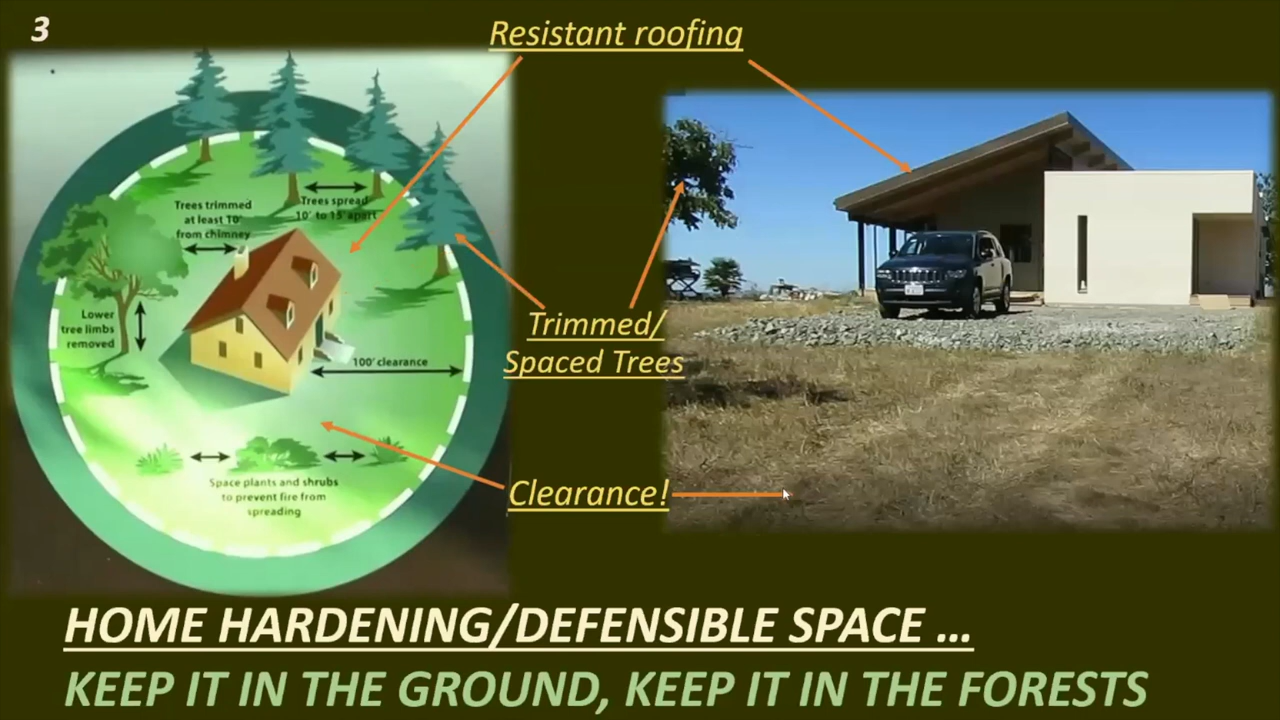 3
Resistant roofing
Trees trimmed
at least 10'
from chimney
Trees spread
10' to 15' apart
Lower
tree limbs
removed
100' clearance
Trimmed/
Spaced Trees
Space plants and shrubs
to prevent fire from
spreading
Clearance!
HOME HARDENING/DEFENSIBLE SPACE ...
KEEP IT IN THE GROUND, KEEP IT IN THE FORESTS